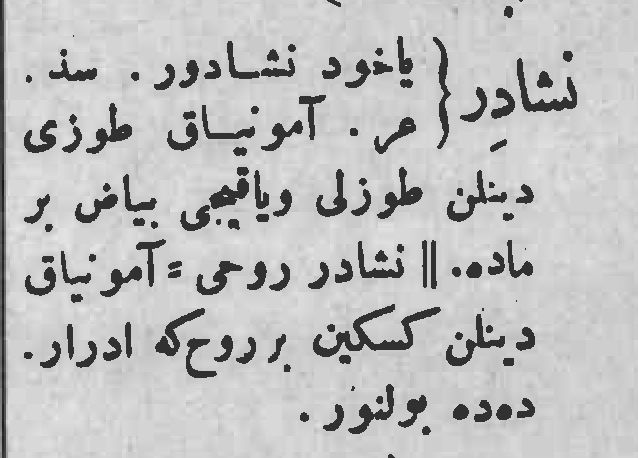 نشادِر { یاخود نشادور . سذ .
عر . آمونیاق طوزی
دینلن طوزلی ویاقیجی بیاض بر
ماده. || نشادر روحی = آمونیاق
دینلن کسکین بر روح‌که ادرار.
ده‌ده بولنور .